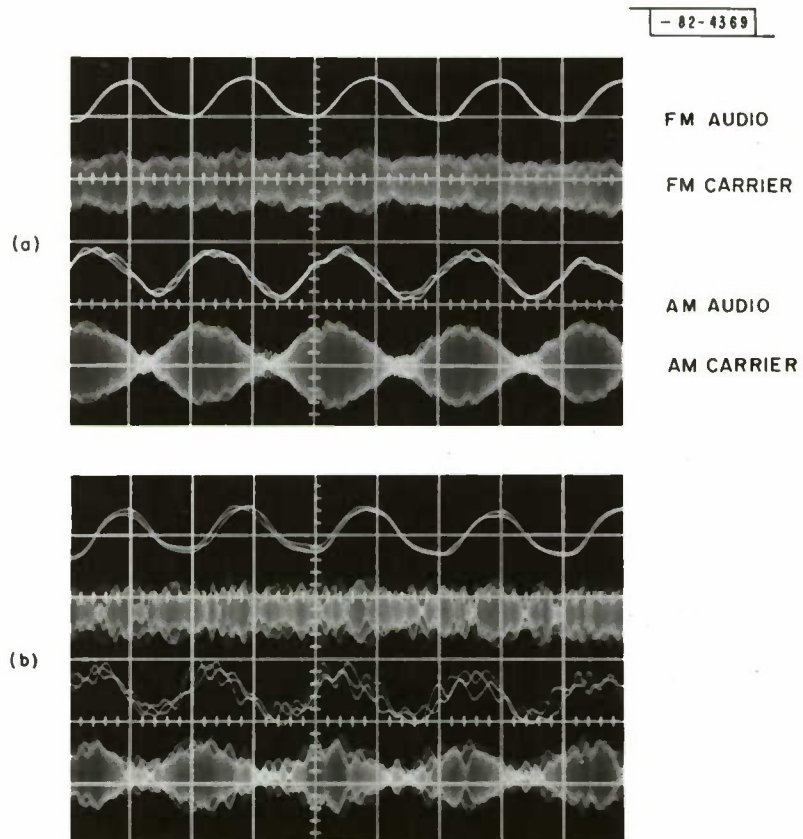 - 82-4369
FM AUDIO
FM CARRIER
(a)
AM AUDIO
AM CARRIER
(b)